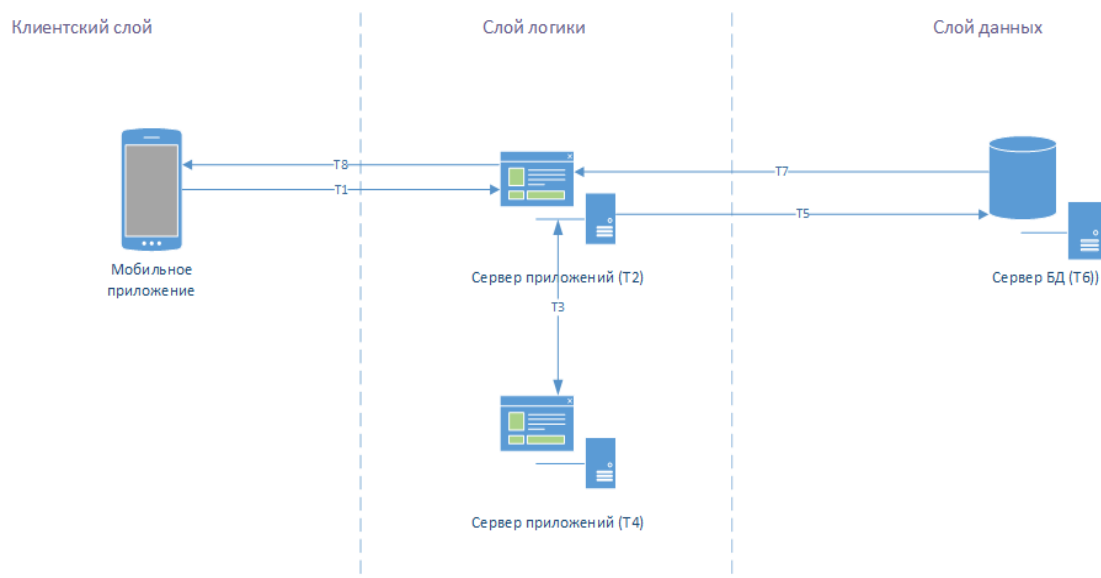 Клиентский слой
Слой логики
Слой данных
T8
T1
T7
T5
Мобильное
приложение
Сервер приложений (T2)
Сервер БД (T6))
T3
Сервер приложений (T4)